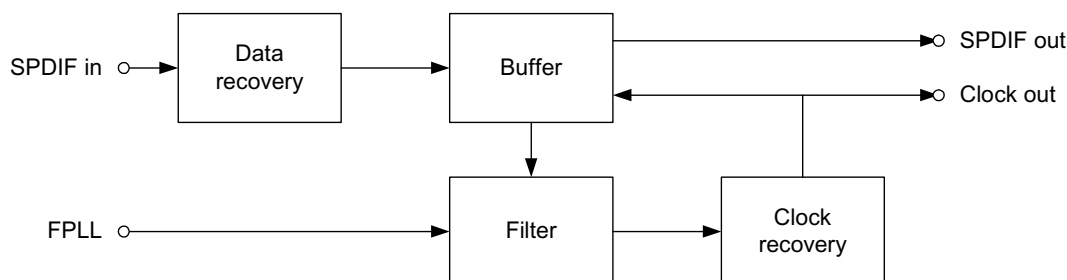 SPDIF in
Data
recovery
Buffer
SPDIF out
Clock out
FPLL
Filter
Clock
recovery